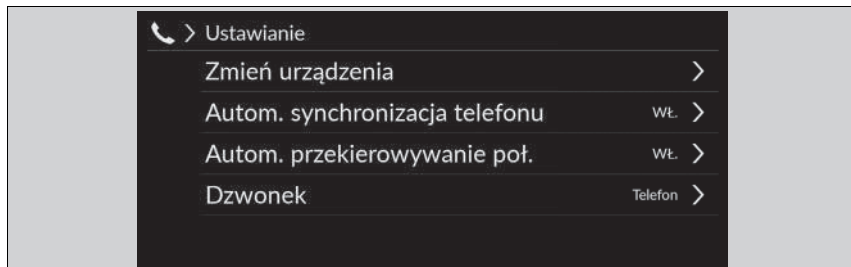 Ustawianie
Zmień urządzenia
Autom. synchronizacja telefonu WŁ.
Autom. przekierowywanie poł. WŁ.
Dzwonek Telefon